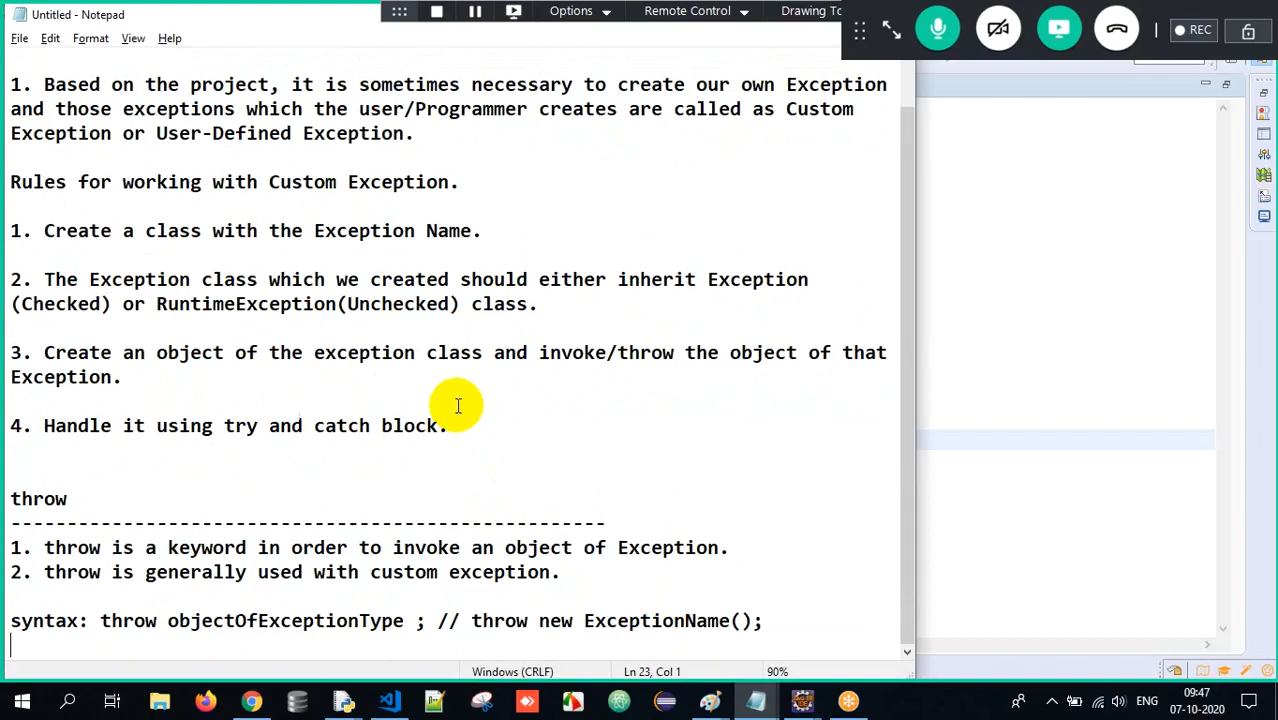 Untitled - Notepad
Options
Remote Control
Drawing To
REC
File Edit Format View Help
1. Based on the project, it is sometimes necessary to create our own Exception
and those exceptions which the user/Programmer creates are called as Custom
Exception or User-Defined Exception.
Rules for working with Custom Exception.
1. Create a class with the Exception Name.
2. The Exception class which we created should either inherit Exception
(Checked) or RuntimeException(Unchecked) class.
3. Create an object of the exception class and invoke/throw the object of that
Exception.
4. Handle it using try and catch block.
throw
------------------------------------------------------
1. throw is a keyword in order to invoke an object of Exception.
2. throw is generally used with custom exception.
syntax: throw objectOfExceptionType ; // throw new ExceptionName();
Windows (CRLF) Ln 23, Col 1 90%
ENG
09:47
07-10-2020